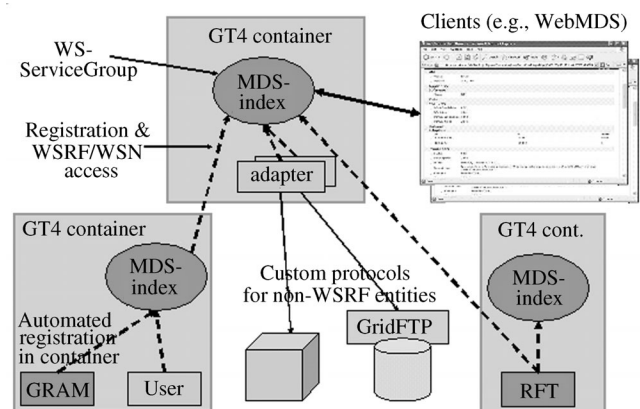 Clients (e.g., WebMDS)
GT4 container
WS-
ServiceGroup
MDS-
index
Registration &
WSRF/WSN
access
adapter
GT4 container
MDS-
index
Automated
registration
in container
GRAM
User
Custom protocols
for non-WSRF entities
GridFTP
GT4 cont.
MDS-
index
RFT